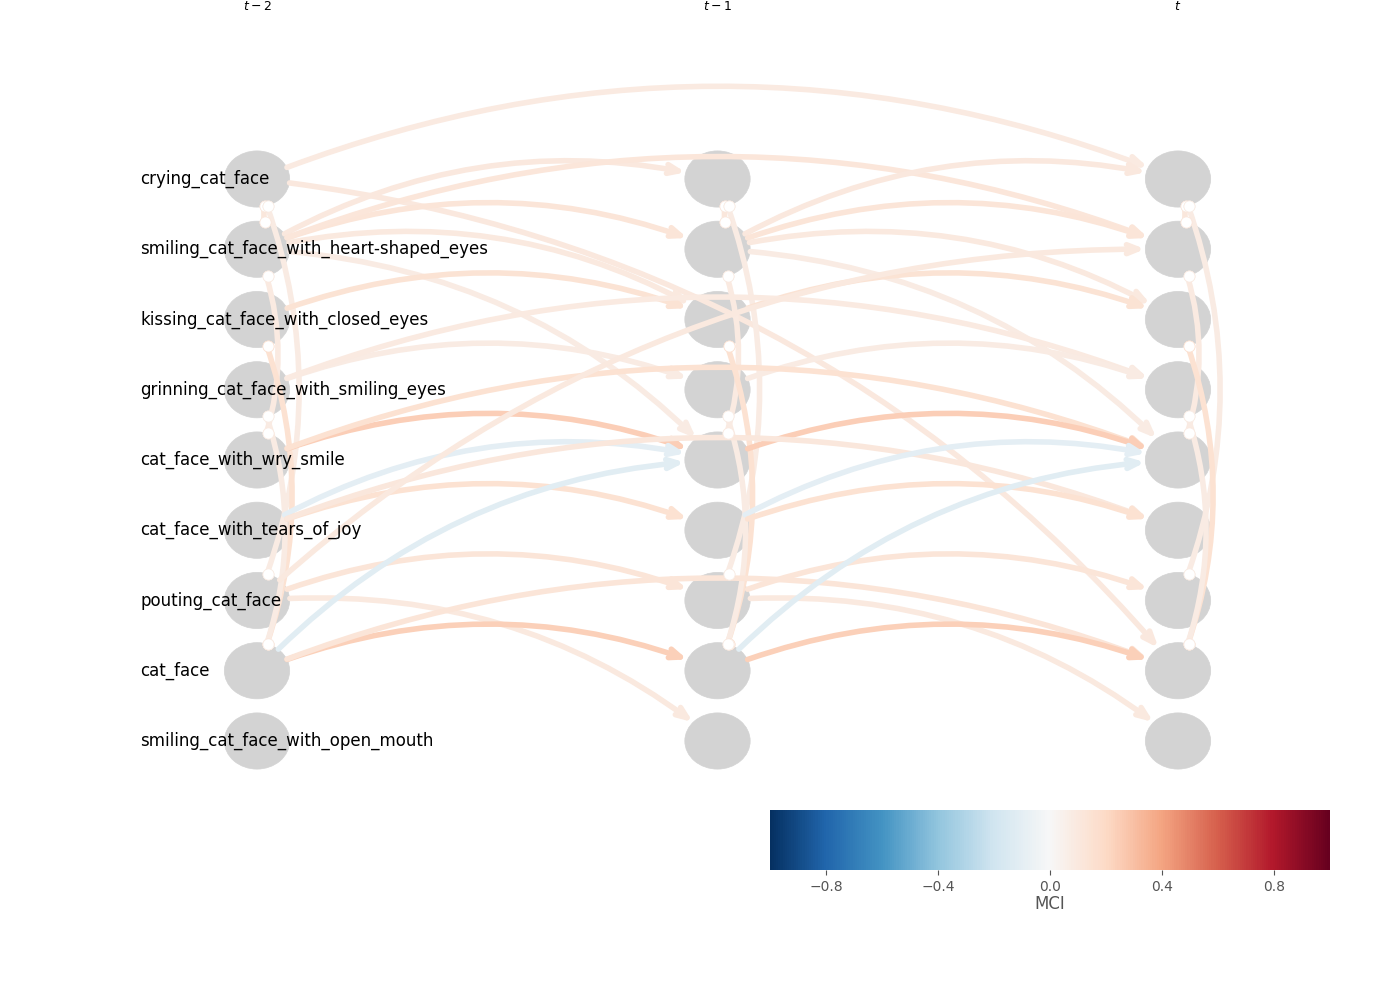 t − 2 t − 1 t
crying_cat_face
smiling_cat_face_with_heart-shaped_eyes
kissing_cat_face_with_closed_eyes
grinning_cat_face_with_smiling_eyes
cat_face_with_wry_smile
cat_face_with_tears_of_joy
pouting_cat_face
cat_face
smiling_cat_face_with_open_mouth
−0.8 −0.4 0.0 0.4 0.8
MCI